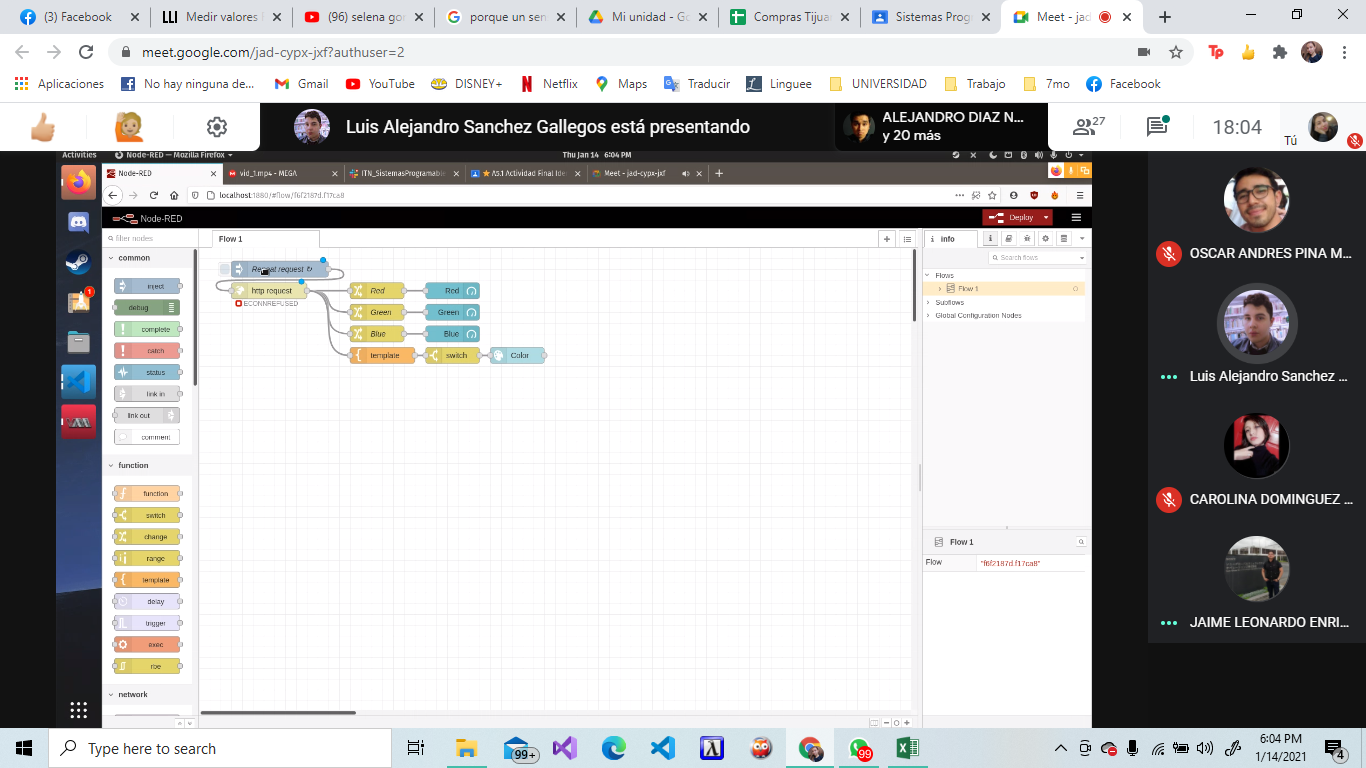 (3) Facebook
Medir valores
(96) selena gor
porque un sen
Mi unidad - Go
Compras Tijua
Sistemas Prog
Meet - jad
meet.google.com/jad-cypx-jxf?authuser=2
Aplicaciones
No hay ninguna de...
Gmail
YouTube
DISNEY+
Netflix
Maps
Traducir
Linguee
UNIVERSIDAD
Trabajo
7mo
Facebook
Luis Alejandro Sanchez Gallegos está presentando
ALEJANDRO DIAZ N...
y 20 más
27
18:04
Tú
Activities
Node-RED — Mozilla Firefox
Thu Jan 14 6:04 PM
Node-RED
vid_1.mp4 - MEGA
ITN_SistemasProgramable
A5.1 Actividad Final (Ide
Meet - jad-cypx-jxf
localhost:1880/#flow/f6f2187d.f17ca8
Node-RED
Deploy
filter nodes
Flow 1
info
Search flows
common
inject
debug
complete
catch
status
link in
link out
comment
function
function
switch
change
range
template
delay
trigger
exec
rbe
network
Repeat request ↻
http request
ECONNREFUSED
Red
Red
Green
Green
Blue
Blue
template
switch
Color
Flows
Flow 1
Subflows
Global Configuration Nodes
Flow 1
Flow
"f6f2187d.f17ca8"
1
OSCAR ANDRES PINA M...
Luis Alejandro Sanchez ...
CAROLINA DOMINGUEZ ...
JAIME LEONARDO ENRI...
Type here to search
99+
99
6:04 PM
1/14/2021
4